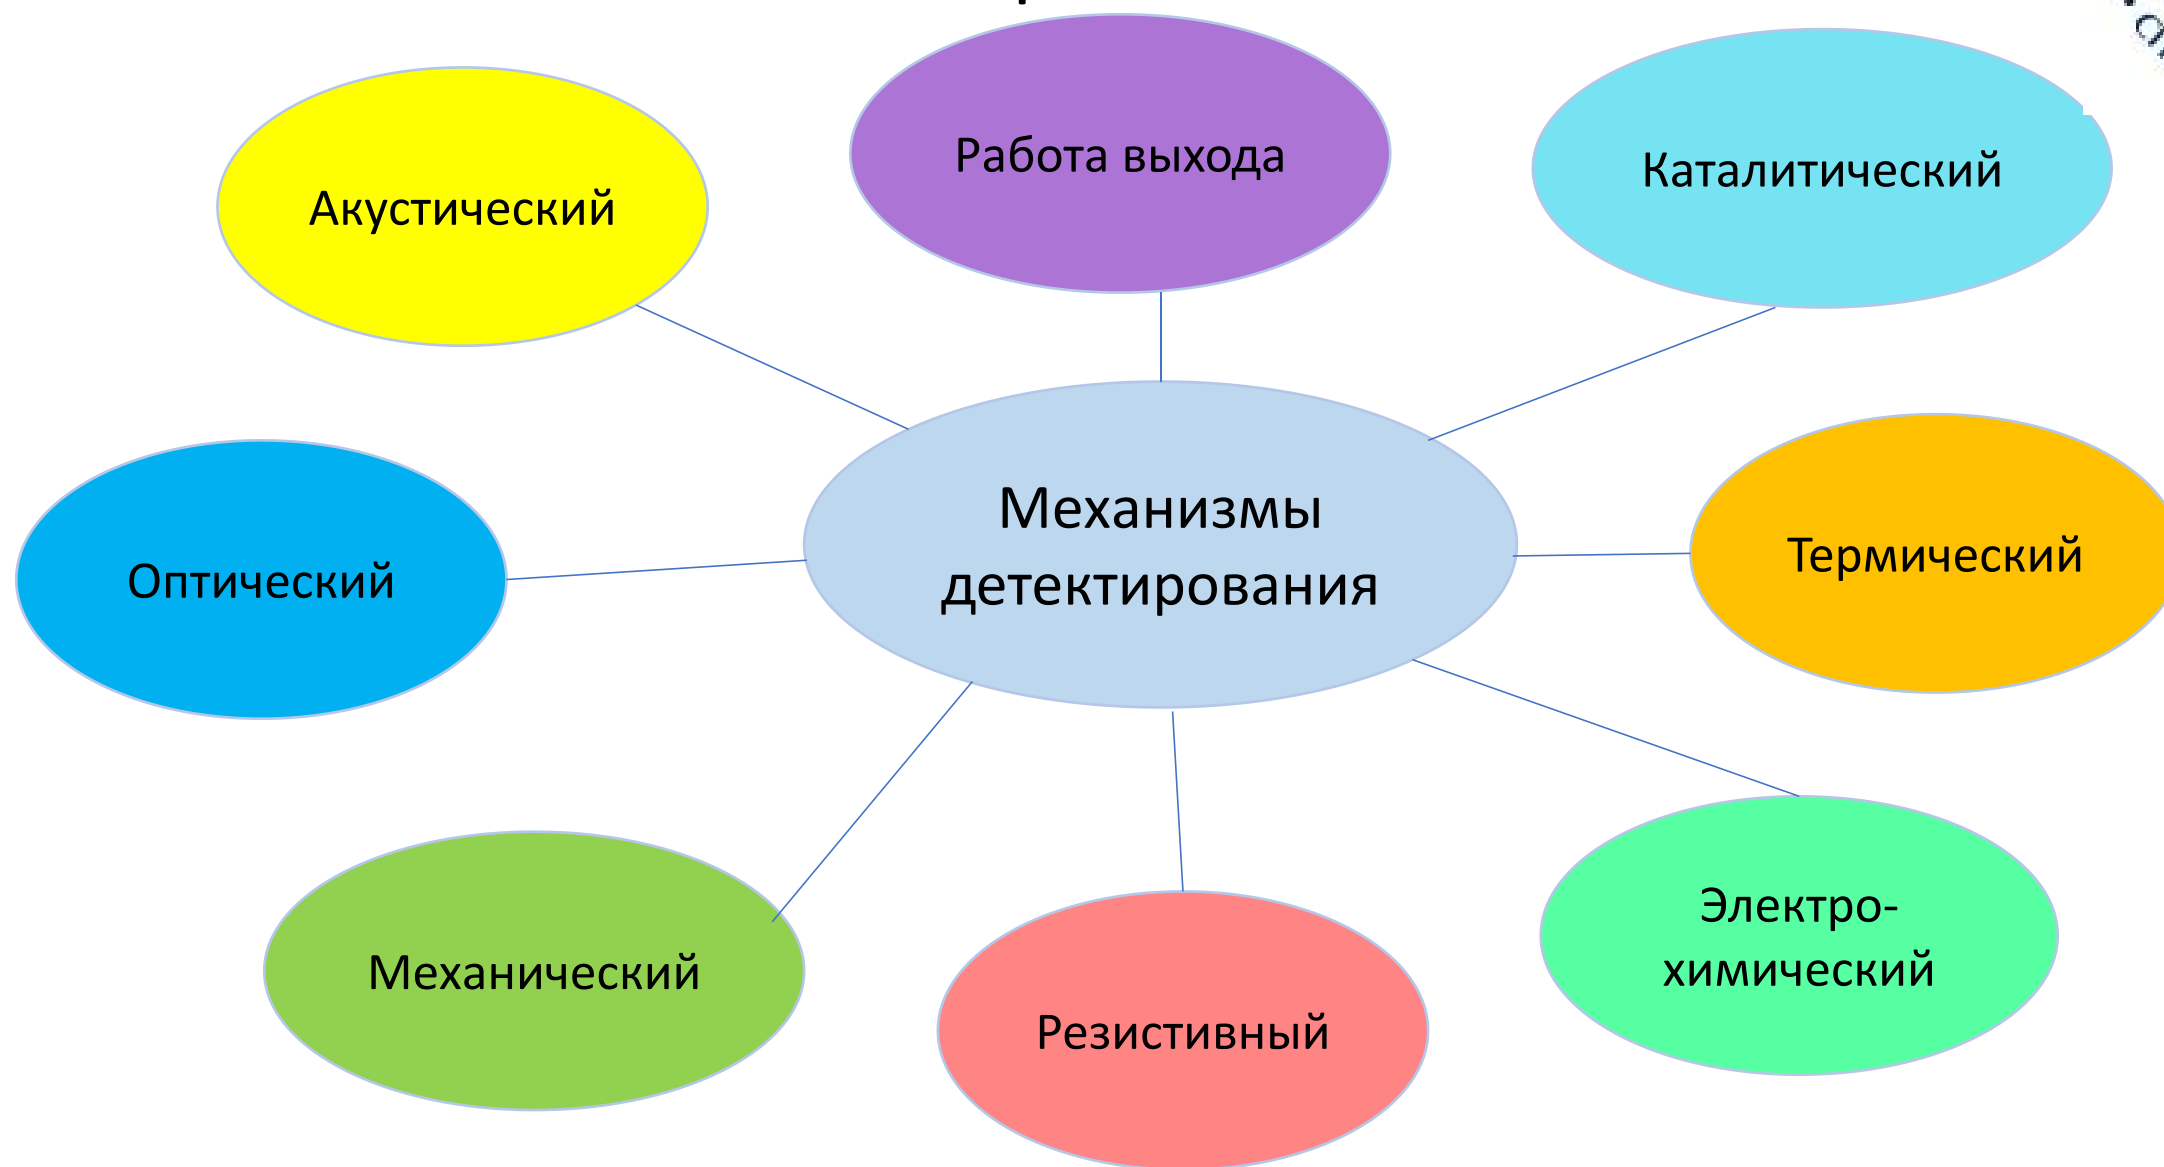 Работа выхода
Каталитический
Акустический
Механизмы
детектирования
Термический
Оптический
Электро-
химический
Механический
Резистивный